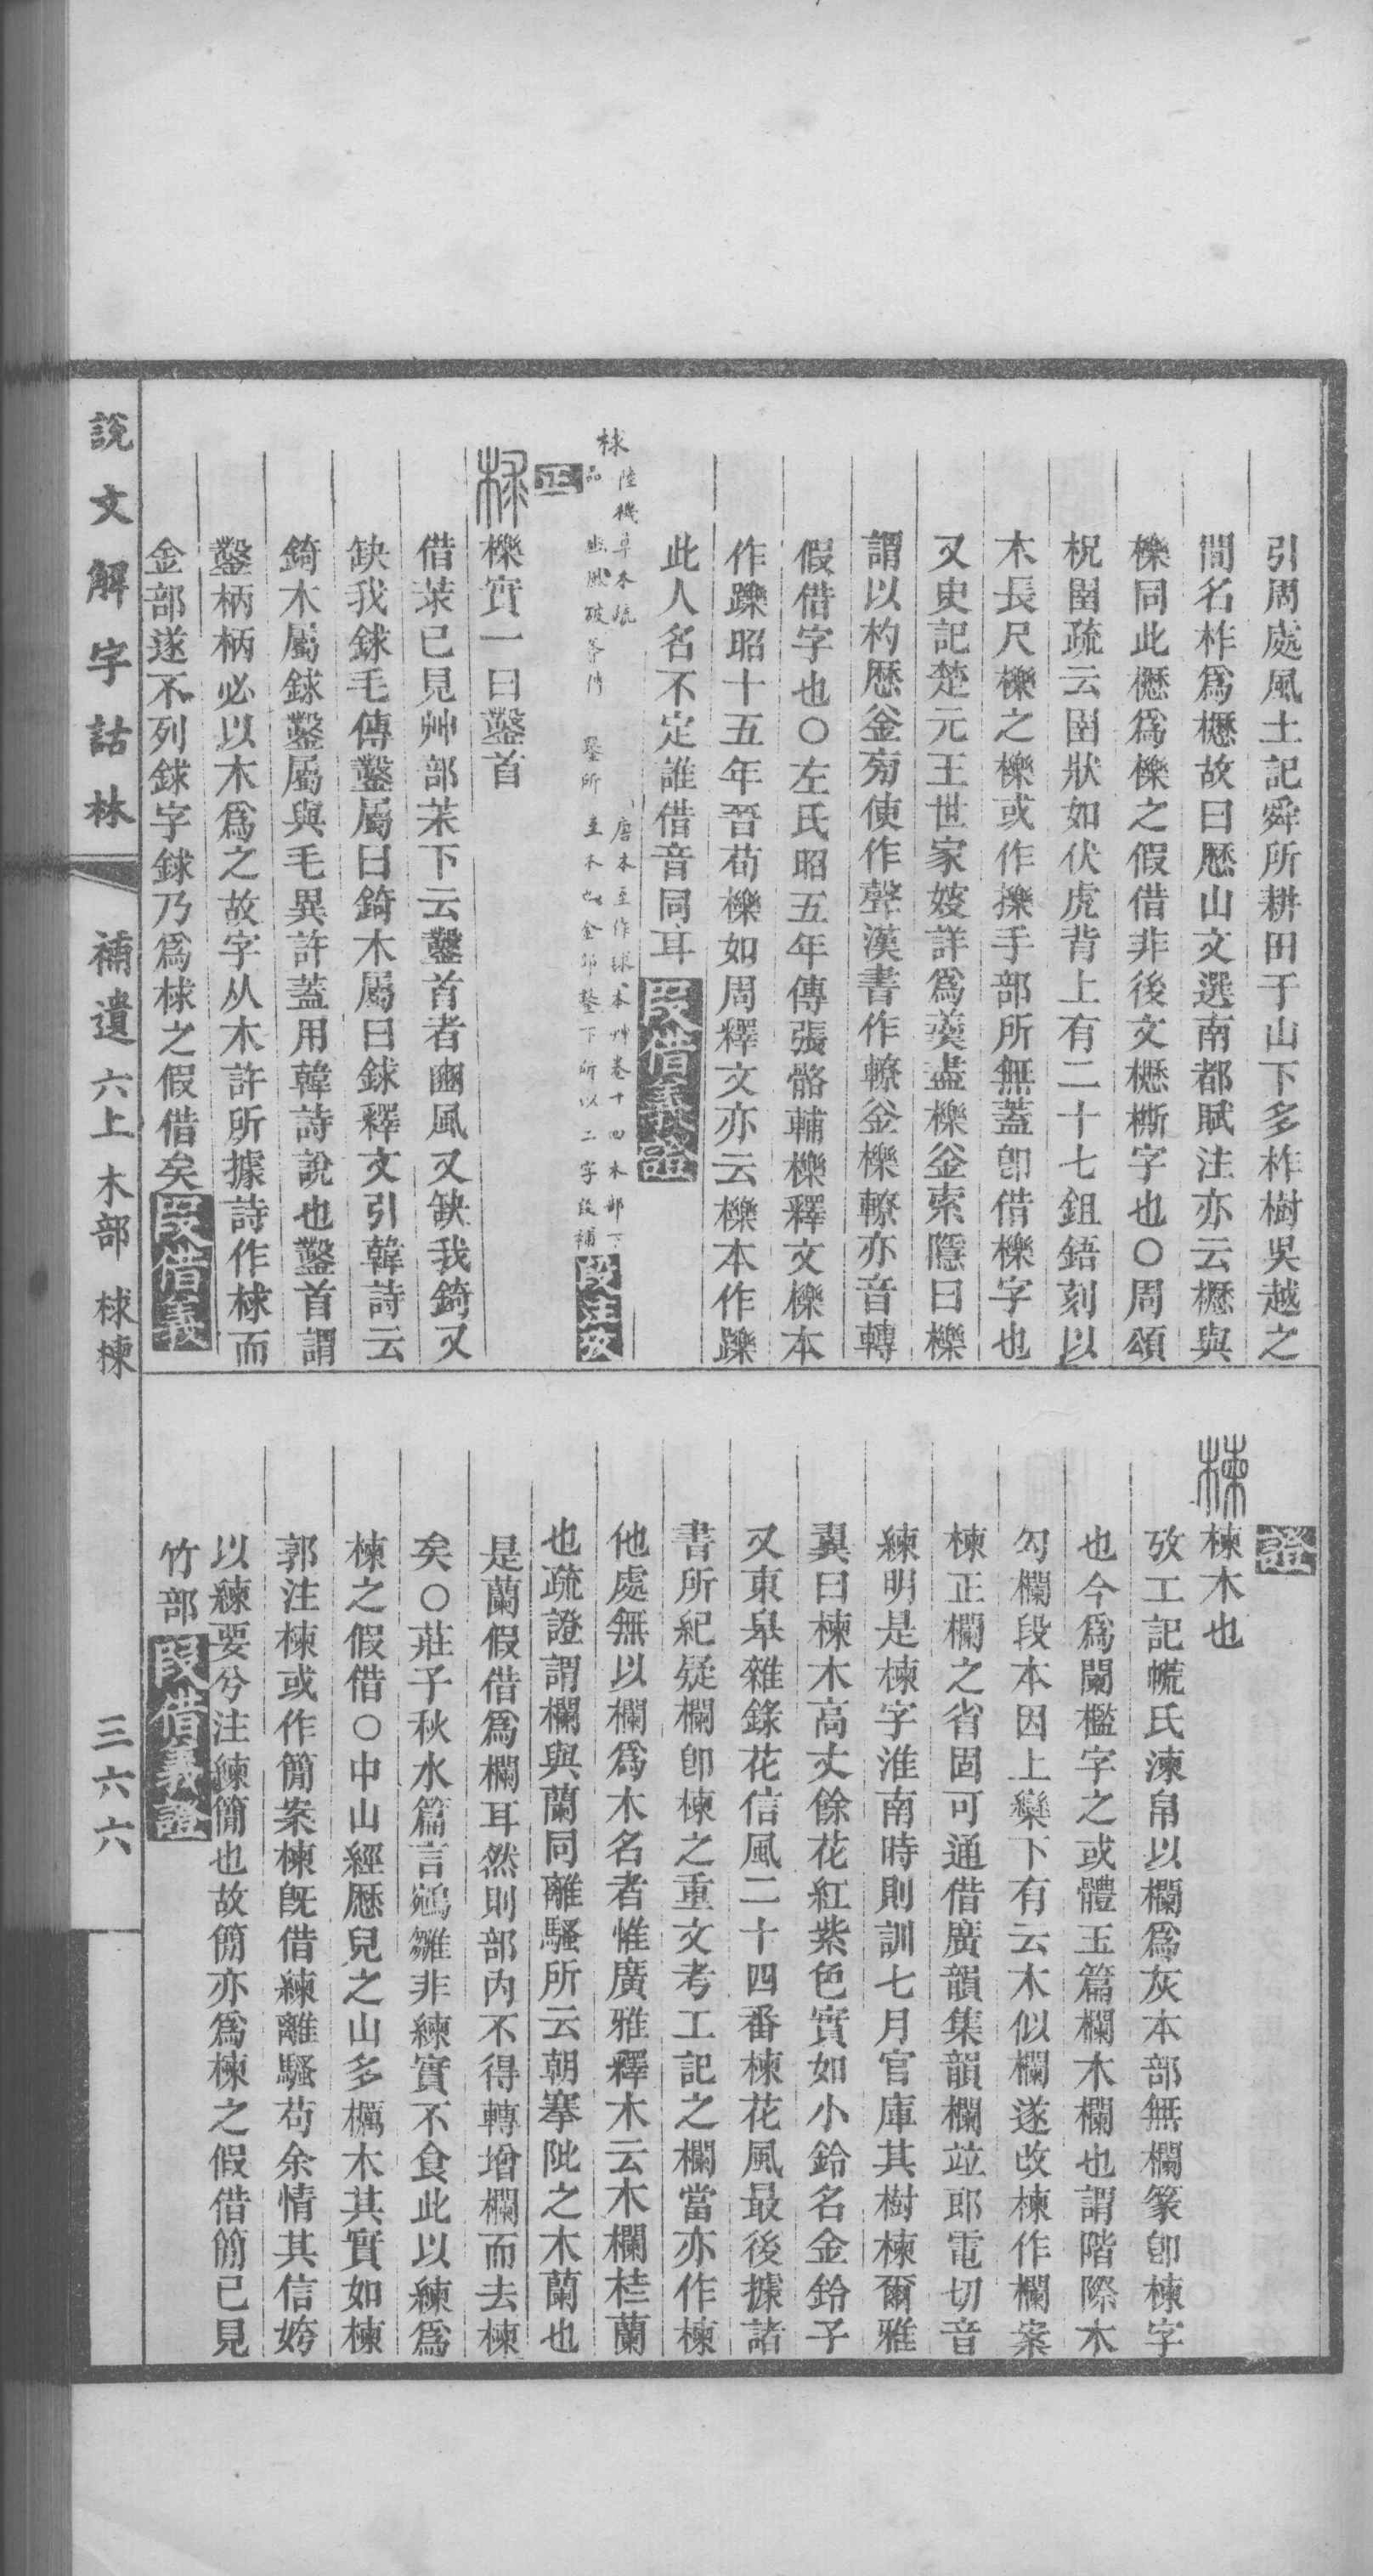 引周處風土記舜所耕田于山下多柞樹吳越之
間名柞爲櫪故曰歷山文選南都賦注亦云櫪與
櫟同此櫪爲櫟之假借非後文櫪㯕字也○周頌
柷圉疏云圉狀如伏虎背上有二十七鉏鋙刻以
木長尺櫟之櫟或作擽手部所無蓋卽借櫟字也
又史記楚元王世家嫂詳爲羹盡櫟釜索隱曰櫟
謂以杓歷釜旁使作聲漢書作轑釜櫟轑亦音轉
假借字也○左氏昭五年傳張骼輔櫟釋文櫟本
作躒昭十五年晉荀櫟如周釋文亦云櫟本作躒
此人名不定誰借音同耳段借義證
梂 陸機草木疏 唐本 作 本艸卷十四木部下
品 豳風破斧傳 金部 下所以二字段補 段注攷
正
梂 櫟實一曰鑿首
借菜已見艸部茱下云鑿首者豳風又缺我錡又
缺我銶毛傳鑿屬曰錡木屬曰銶釋文引韓詩云
錡木屬銶鑿屬與毛異許蓋用韓詩說也鑿首謂
鑿柄柄必以木爲之故字从木許所據詩作梂而
金部遂不列銶字銶乃爲梂之假借矣段借義
證
楝 楝木也
攷工記㡛氏湅帛以欄爲灰本部無欄篆卽楝字
也今爲闌檻字之或體玉篇欄木欄也謂階際木
勾欄段本因上欒下有云木似欄遂改楝作欄案
楝正欄之省固可通借廣韻集韻欄竝郎電切音
練明是楝字淮南時則訓七月官庫其樹楝爾雅
翼曰楝木高丈餘花紅紫色實如小鈴名金鈴子
又東皋雜錄花信風二十四番楝花風最後據諸
書所紀疑欄卽楝之重文考工記之欄當亦作楝
他處無以欄爲木名者惟廣雅釋木云木欄桂蘭
也疏證謂欄與蘭同離騷所云朝搴阰之木蘭也
是蘭假借爲欄耳然則部內不得轉增欄而去楝
矣○莊子秋水篇言鵷雛非練實不食此以練爲
楝之假借○中山經歷兒之山多櫔木其實如楝
郭注楝或作簡案楝旣借練離騷苟余情其信姱
以練要兮注練簡也故簡亦爲楝之假借簡已見
竹部段借義證
說文解字詁林 補遺 六上 木部 梂楝 三六六